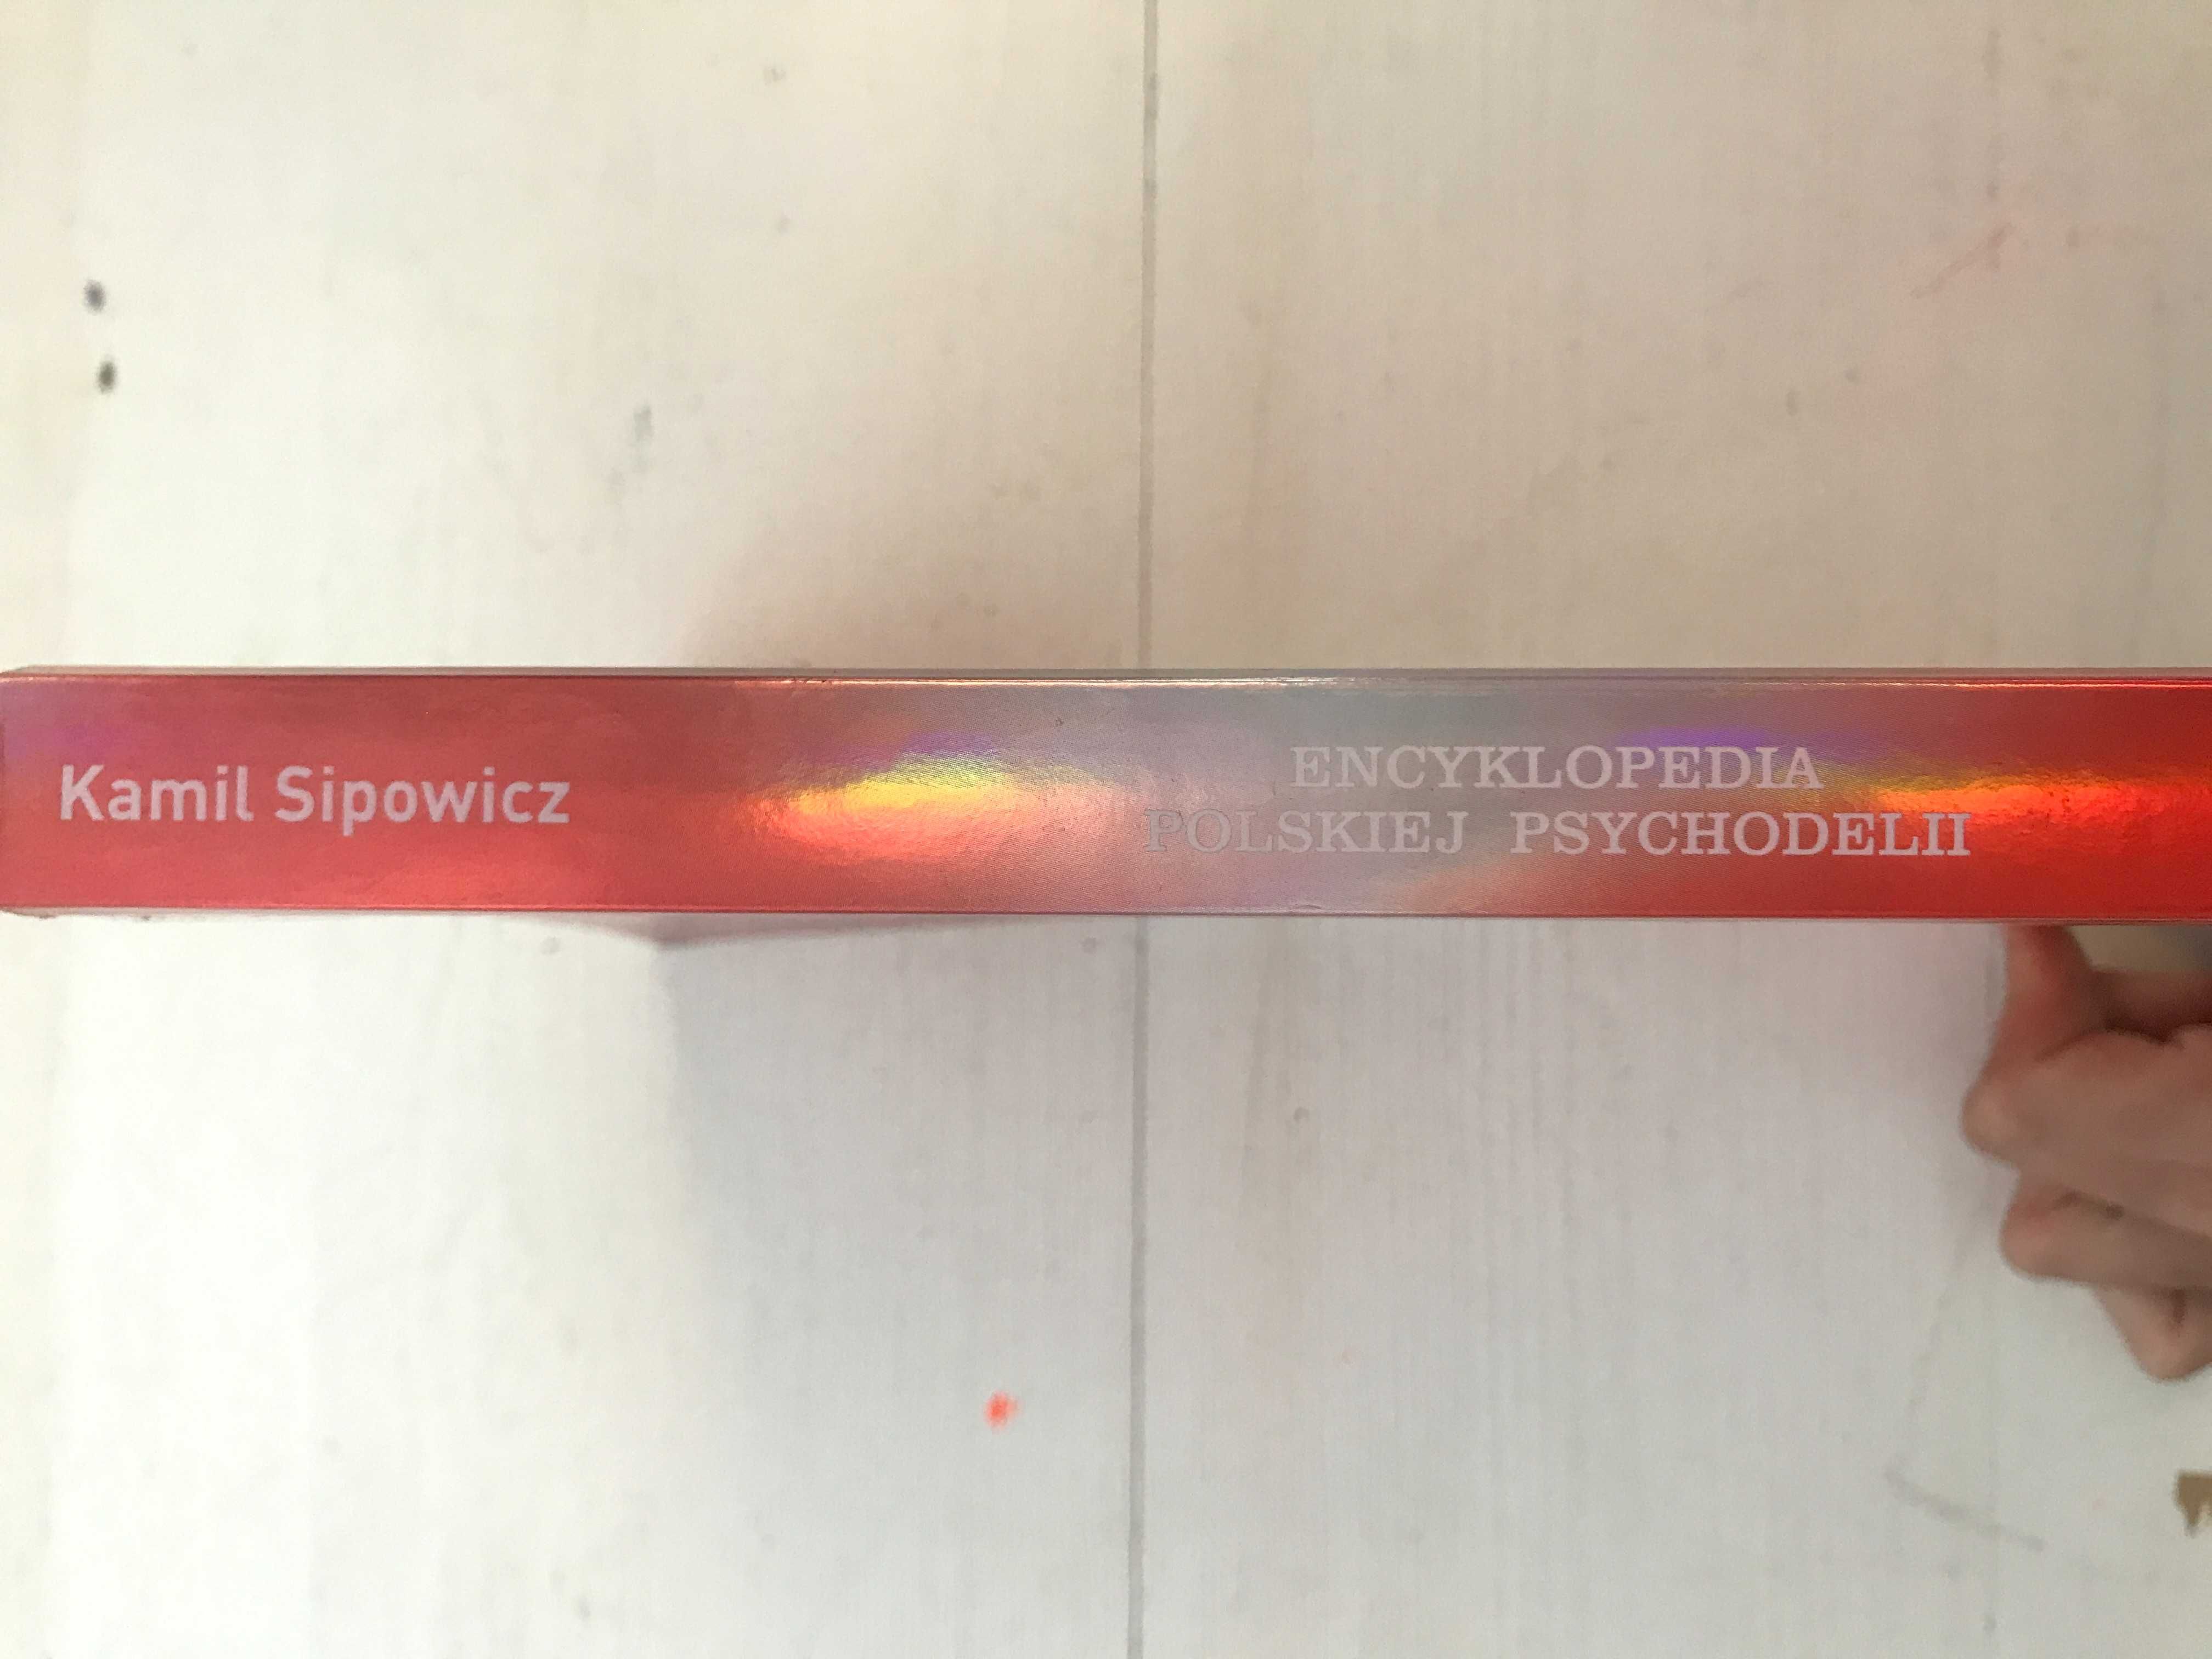 Kamil Sipowicz
ENCYKLOPEDIA
POLSKIEJ PSYCHODELII